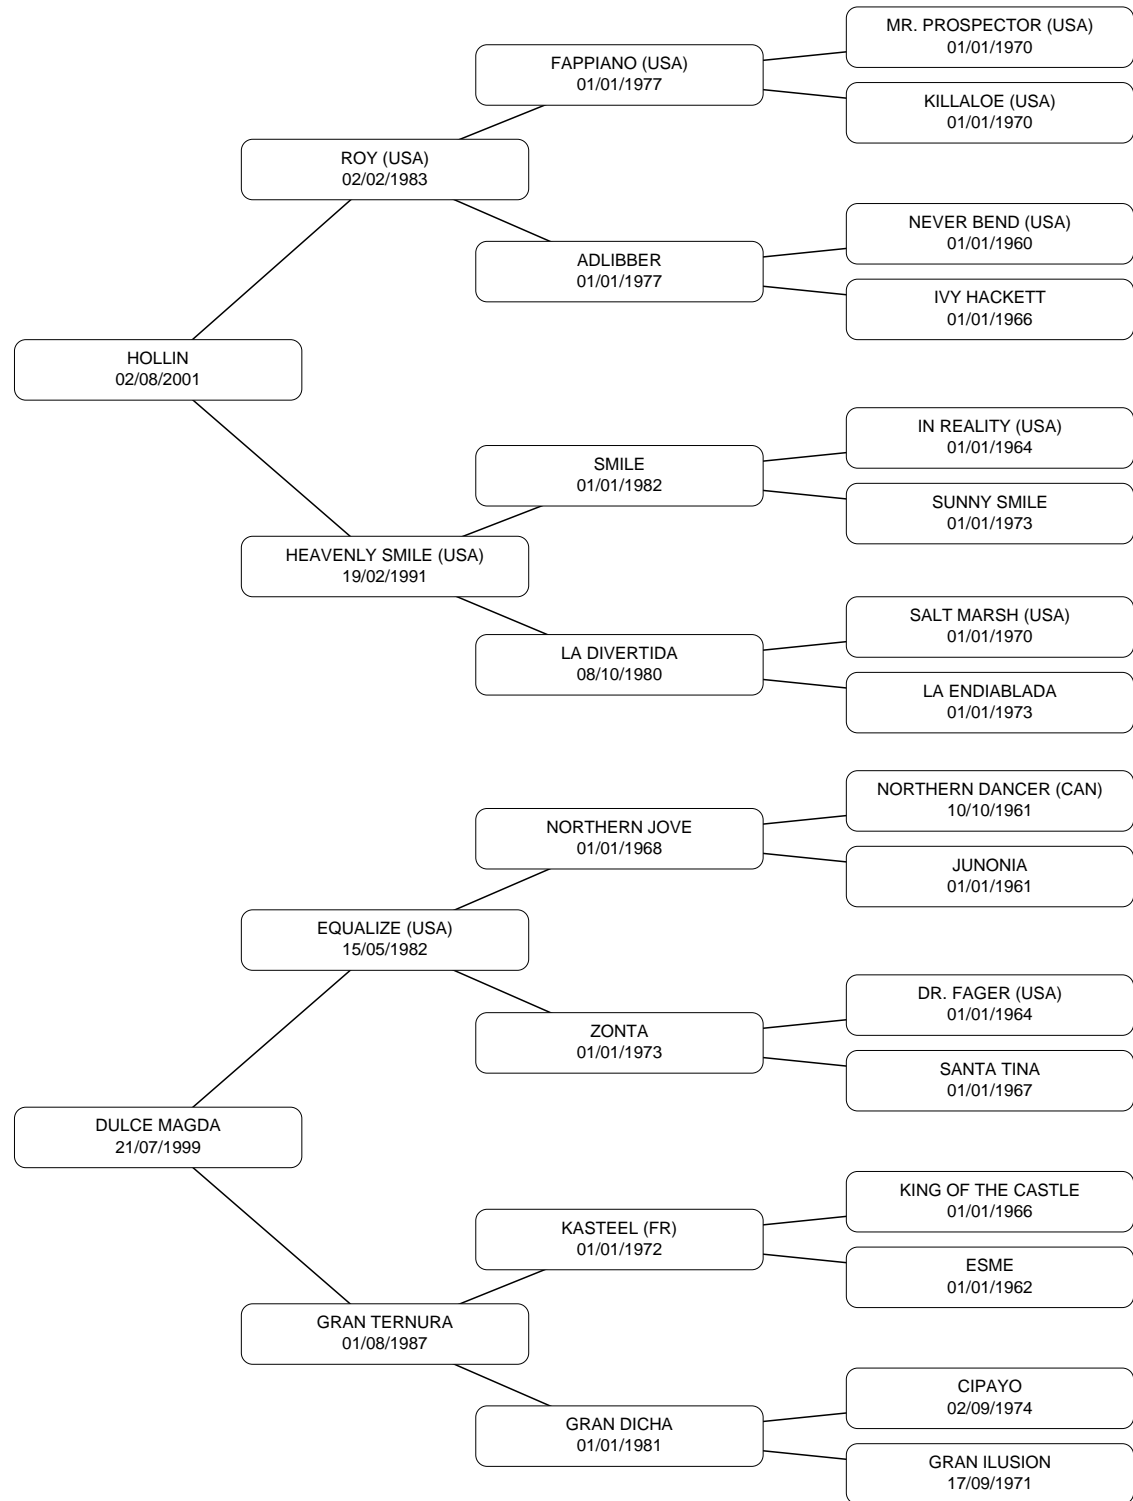 MR. PROSPECTOR (USA)
01/01/1970
FAPPIANO (USA)
01/01/1977
KILLALOE (USA)
01/01/1970
ROY (USA)
02/02/1983
NEVER BEND (USA)
01/01/1960
ADLIBBER
01/01/1977
IVY HACKETT
01/01/1966
HOLLIN
02/08/2001
IN REALITY (USA)
01/01/1964
SMILE
01/01/1982
SUNNY SMILE
01/01/1973
HEAVENLY SMILE (USA)
19/02/1991
SALT MARSH (USA)
01/01/1970
LA DIVERTIDA
08/10/1980
LA ENDIABLADA
01/01/1973
NORTHERN DANCER (CAN)
10/10/1961
NORTHERN JOVE
01/01/1968
JUNONIA
01/01/1961
EQUALIZE (USA)
15/05/1982
DR. FAGER (USA)
01/01/1964
ZONTA
01/01/1973
SANTA TINA
01/01/1967
DULCE MAGDA
21/07/1999
KING OF THE CASTLE
01/01/1966
KASTEEL (FR)
01/01/1972
ESME
01/01/1962
GRAN TERNURA
01/08/1987
CIPAYO
02/09/1974
GRAN DICHA
01/01/1981
GRAN ILUSION
17/09/1971